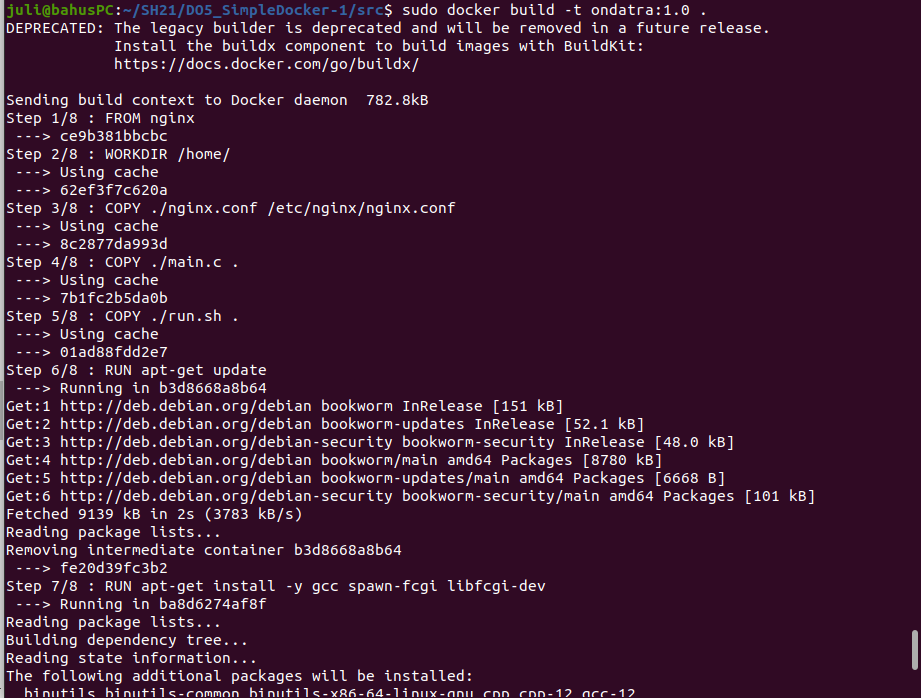 juli@bahusPC:~/SH21/DO5_SimpleDocker-1/src$ sudo docker build -t ondatra:1.0 .
DEPRECATED: The legacy builder is deprecated and will be removed in a future release.
            Install the buildx component to build images with BuildKit:
            https://docs.docker.com/go/buildx/

Sending build context to Docker daemon  782.8kB
Step 1/8 : FROM nginx
 ---> ce9b381bbcbc
Step 2/8 : WORKDIR /home/
 ---> Using cache
 ---> 62ef3f7c620a
Step 3/8 : COPY ./nginx.conf /etc/nginx/nginx.conf
 ---> Using cache
 ---> 8c2877da993d
Step 4/8 : COPY ./main.c .
 ---> Using cache
 ---> 7b1fc2b5da0b
Step 5/8 : COPY ./run.sh .
 ---> Using cache
 ---> 01ad88fdd2e7
Step 6/8 : RUN apt-get update
 ---> Running in b3d8668a8b64
Get:1 http://deb.debian.org/debian bookworm InRelease [151 kB]
Get:2 http://deb.debian.org/debian bookworm-updates InRelease [52.1 kB]
Get:3 http://deb.debian.org/debian-security bookworm-security InRelease [48.0 kB]
Get:4 http://deb.debian.org/debian bookworm/main amd64 Packages [8780 kB]
Get:5 http://deb.debian.org/debian bookworm-updates/main amd64 Packages [6668 B]
Get:6 http://deb.debian.org/debian-security bookworm-security/main amd64 Packages [101 kB]
Fetched 9139 kB in 2s (3783 kB/s)
Reading package lists...
Removing intermediate container b3d8668a8b64
 ---> fe20d39fc3b2
Step 7/8 : RUN apt-get install -y gcc spawn-fcgi libfcgi-dev
 ---> Running in ba8d6274af8f
Reading package lists...
Building dependency tree...
Reading state information...
The following additional packages will be installed:
  binutils binutils-common binutils-x86-64-linux-gnu cpp cpp-12 gcc-12